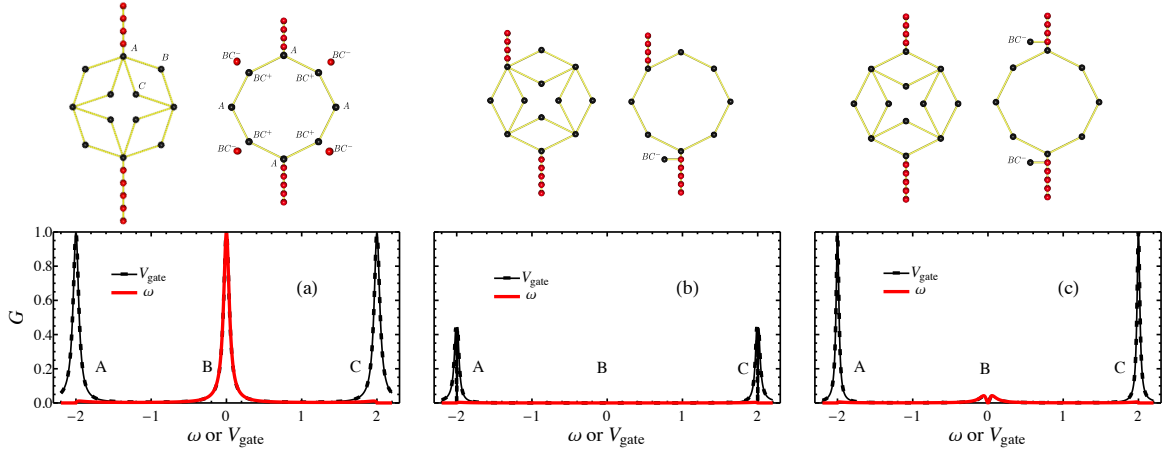 A
B
C
BC⁻
A
BC⁻
BC⁺
BC⁺
A
A
BC⁺
BC⁺
BC⁻
A
BC⁻
BC⁻
BC⁻
BC⁻
G
1.0
0.8
0.6
0.4
0.2
0.0
V_gate
ω
(a)
A
B
C
−2
−1
0
1
2
ω or V_gate
V_gate
ω
(b)
A
B
C
−2
−1
0
1
2
ω or V_gate
V_gate
ω
(c)
A
B
C
−2
−1
0
1
2
ω or V_gate